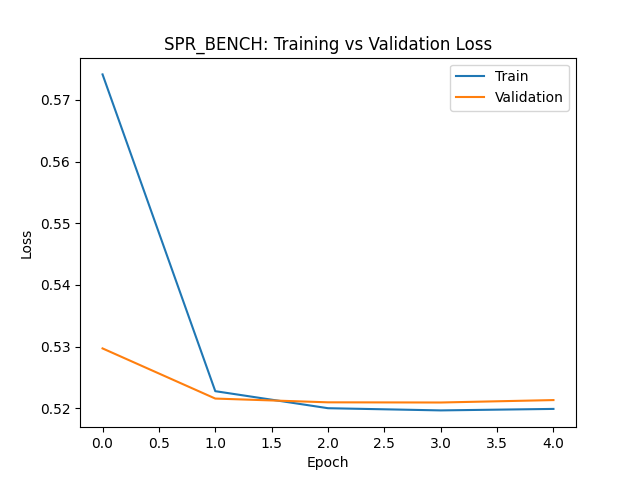 SPR_BENCH: Training vs Validation Loss
Train
Validation
Loss
0.57
0.56
0.55
0.54
0.53
0.52
0.0 0.5 1.0 1.5 2.0 2.5 3.0 3.5 4.0
Epoch